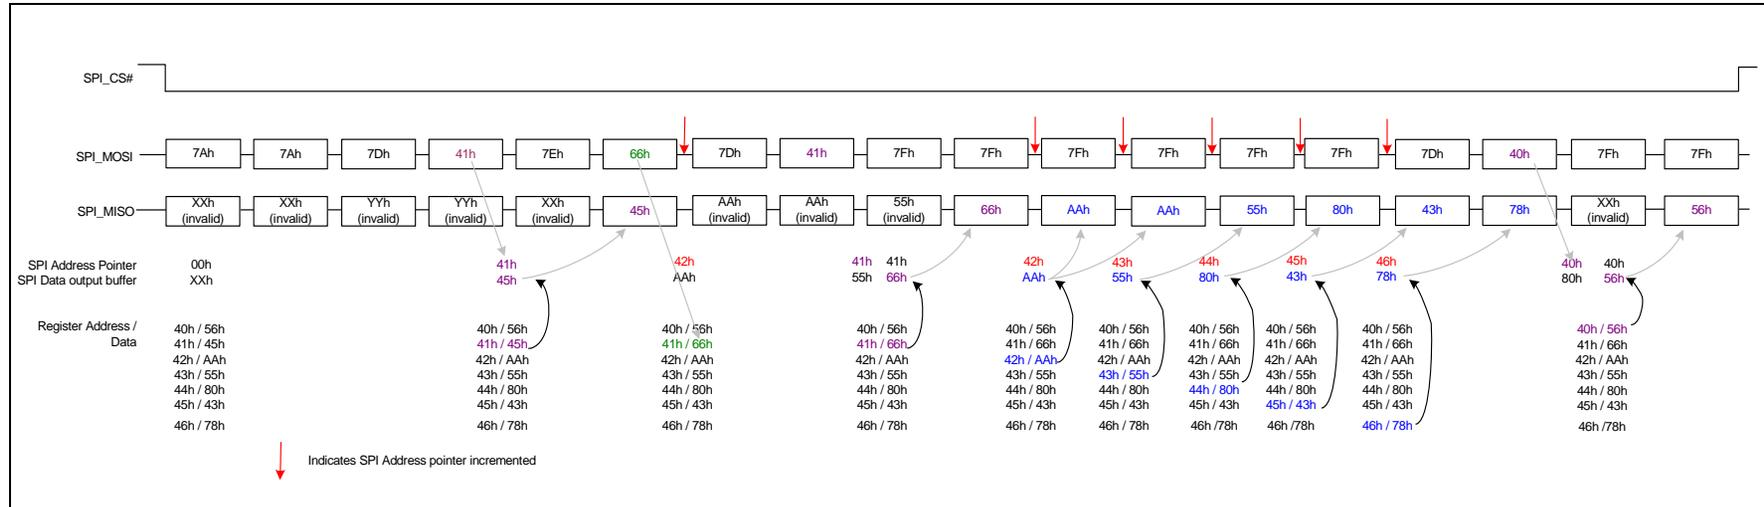 SPI_CS#
SPI_MOSI 7Ah 7Ah 7Dh 41h 7Eh 66h 7Dh 41h 7Fh 7Fh 7Fh 7Fh 7Fh 7Fh 7Dh 40h 7Fh 7Fh
SPI_MISO XXh (invalid) XXh (invalid) YYh (invalid) YYh (invalid) XXh (invalid) 45h AAh (invalid) AAh (invalid) 55h (invalid) 66h AAh AAh 55h 80h 43h 78h XXh (invalid) 56h
SPI Address Pointer 00h 41h 42h 41h 41h 42h 43h 44h 45h 46h 40h 40h
SPI Data output buffer XXh 45h AAh 55h 66h AAh 55h 80h 43h 78h 80h 56h
Register Address / Data
40h / 56h 40h / 56h 40h / 56h 40h / 56h 40h / 56h 40h / 56h 40h / 56h 40h / 56h 40h / 56h 40h / 56h
41h / 45h 41h / 45h 41h / 66h 41h / 66h 41h / 66h 41h / 66h 41h / 66h 41h / 66h 41h / 66h 41h / 66h
42h / AAh 42h / AAh 42h / AAh 42h / AAh 42h / AAh 42h / AAh 42h / AAh 42h / AAh 42h / AAh 42h / AAh
43h / 55h 43h / 55h 43h / 55h 43h / 55h 43h / 55h 43h / 55h 43h / 55h 43h / 55h 43h / 55h 43h / 55h
44h / 80h 44h / 80h 44h / 80h 44h / 80h 44h / 80h 44h / 80h 44h / 80h 44h / 80h 44h / 80h 44h / 80h
45h / 43h 45h / 43h 45h / 43h 45h / 43h 45h / 43h 45h / 43h 45h / 43h 45h / 43h 45h / 43h 45h / 43h
46h / 78h 46h / 78h 46h / 78h 46h / 78h 46h / 78h 46h / 78h 46h / 78h 46h / 78h 46h / 78h 46h /78h
Indicates SPI Address pointer incremented